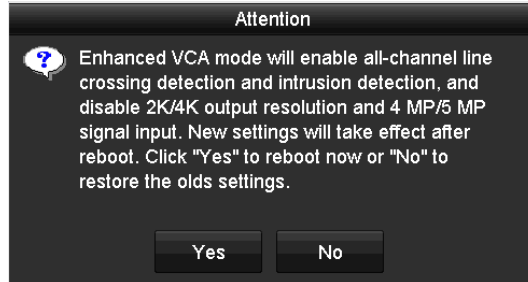 Attention
Enhanced VCA mode will enable all-channel line
crossing detection and intrusion detection, and
disable 2K/4K output resolution and 4 MP/5 MP
signal input. New settings will take effect after
reboot. Click "Yes" to reboot now or "No" to
restore the olds settings.
Yes
No